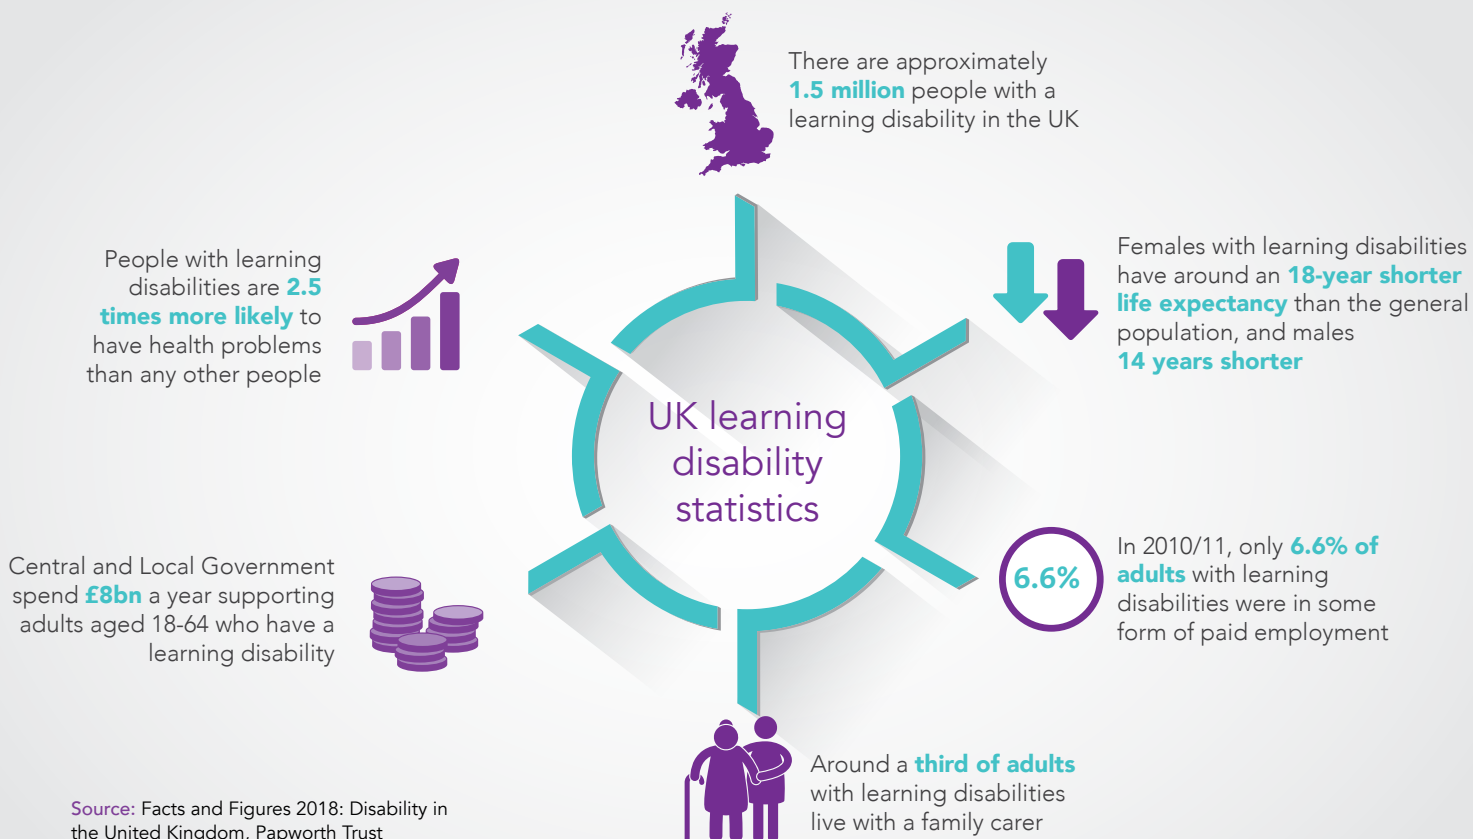 There are approximately
1.5 million people with a
learning disability in the UK
Females with learning disabilities
have around an 18-year shorter
life expectancy than the general
population, and males
14 years shorter
6.6%
In 2010/11, only 6.6% of
adults with learning
disabilities were in some
form of paid employment
Around a third of adults
with learning disabilities
live with a family carer
Central and Local Government
spend £8bn a year supporting
adults aged 18-64 who have a
learning disability
People with learning
disabilities are 2.5
times more likely to
have health problems
than any other people
UK learning
disability
statistics
Source: Facts and Figures 2018: Disability in
the United Kingdom, Papworth Trust